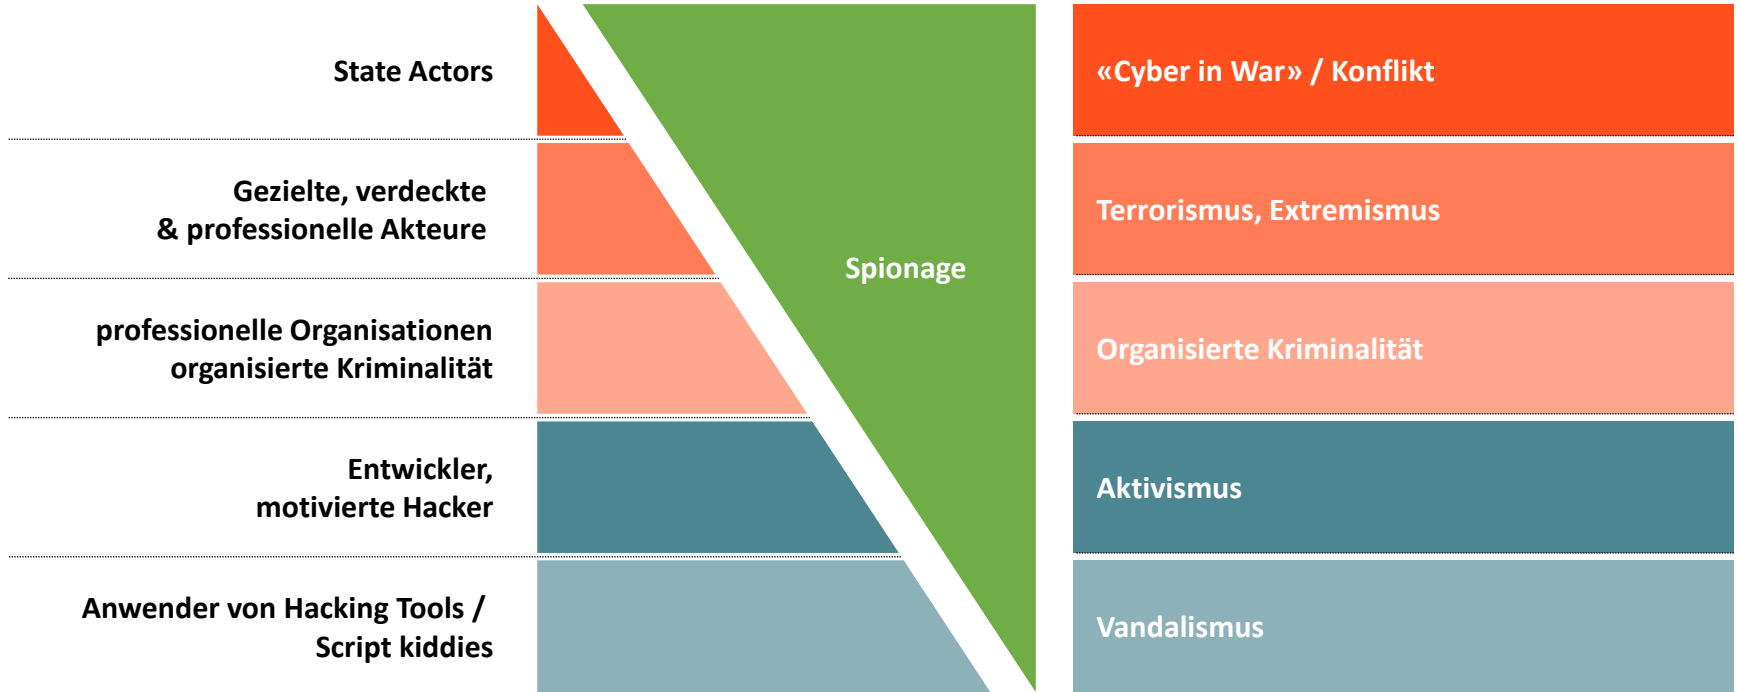 State Actors
«Cyber in War» / Konflikt
Gezielte, verdeckte
& professionelle Akteure
Terrorismus, Extremismus
Spionage
professionelle Organisationen
organisierte Kriminalität
Organisierte Kriminalität
Entwickler,
motivierte Hacker
Aktivismus
Anwender von Hacking Tools /
Script kiddies
Vandalismus